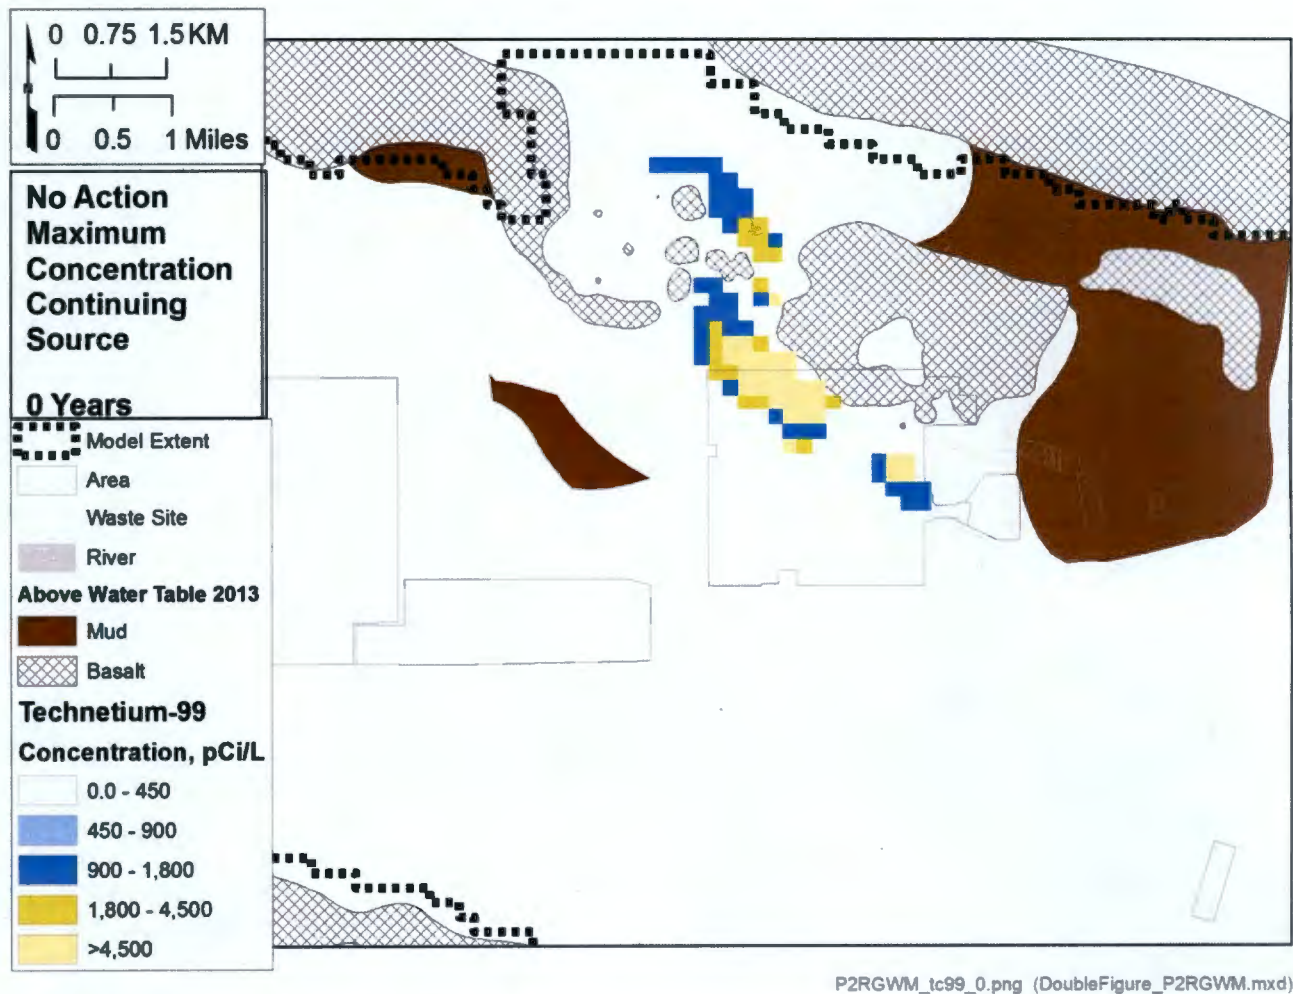 0 0.75 1.5 KM
0 0.5 1 Miles
No Action
Maximum
Concentration
Continuing
Source
0 Years
Model Extent
Area
Waste Site
River
Above Water Table 2013
Mud
Basalt
Technetium-99
Concentration, pCi/L
0.0 - 450
450 - 900
900 - 1,800
1,800 - 4,500
>4,500
P2RGWM_tc99_0.png (DoubleFigure_P2RGWM.mxd)